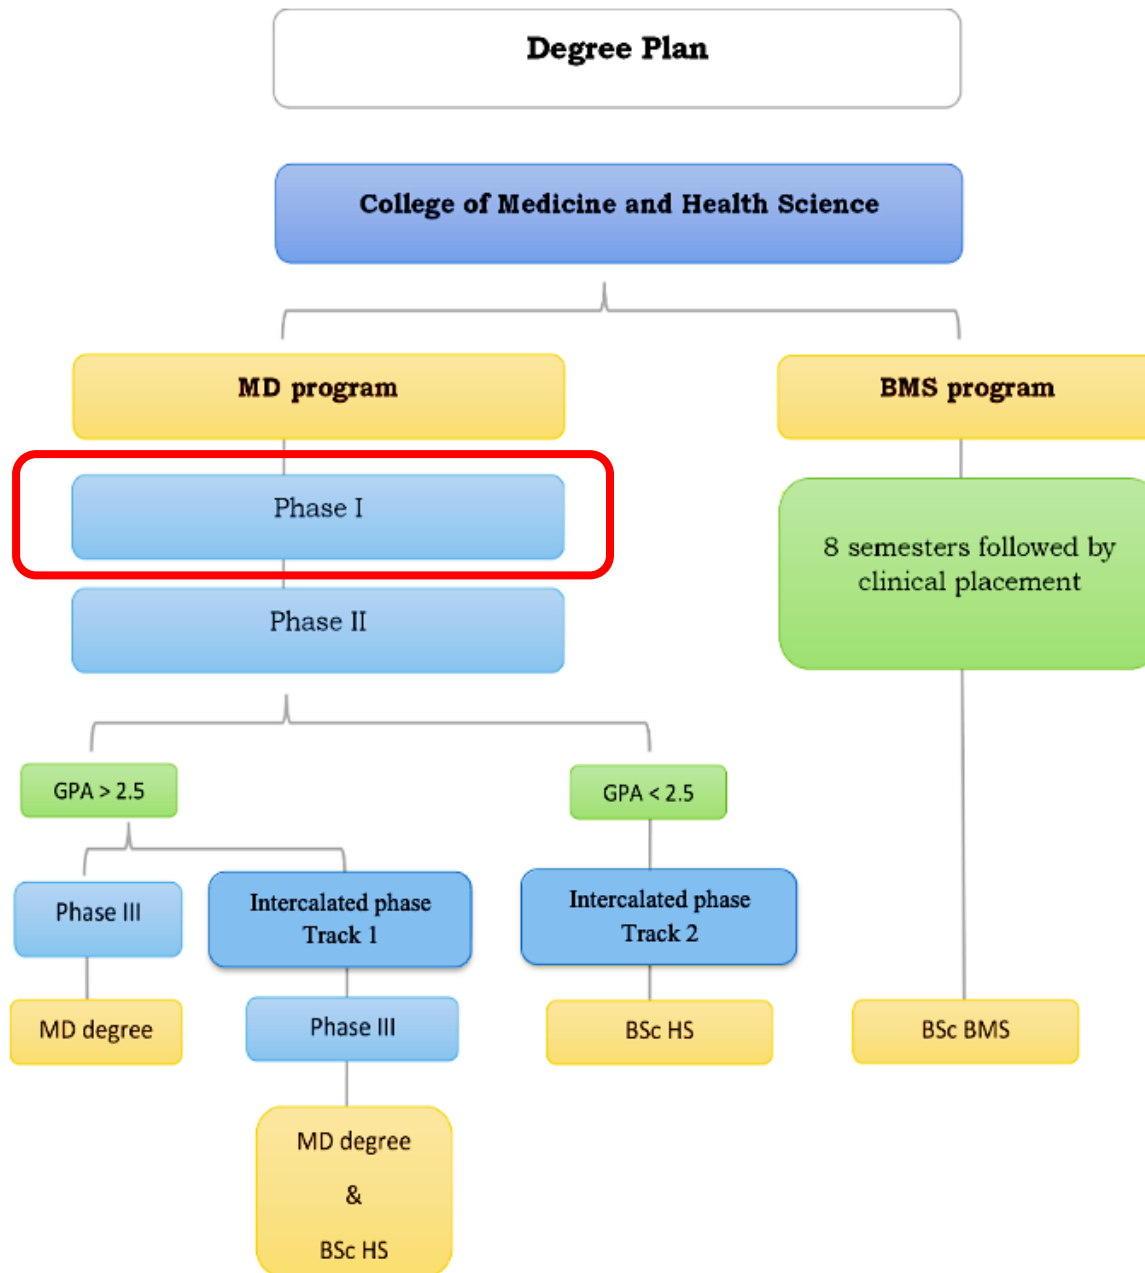 Degree Plan
College of Medicine and Health Science
MD program
BMS program
Phase I
8 semesters followed by
clinical placement
Phase II
GPA > 2.5
GPA < 2.5
Phase III
Intercalated phase
Track 1
Intercalated phase
Track 2
MD degree
Phase III
BSc HS
BSc BMS
MD degree
&
BSc HS